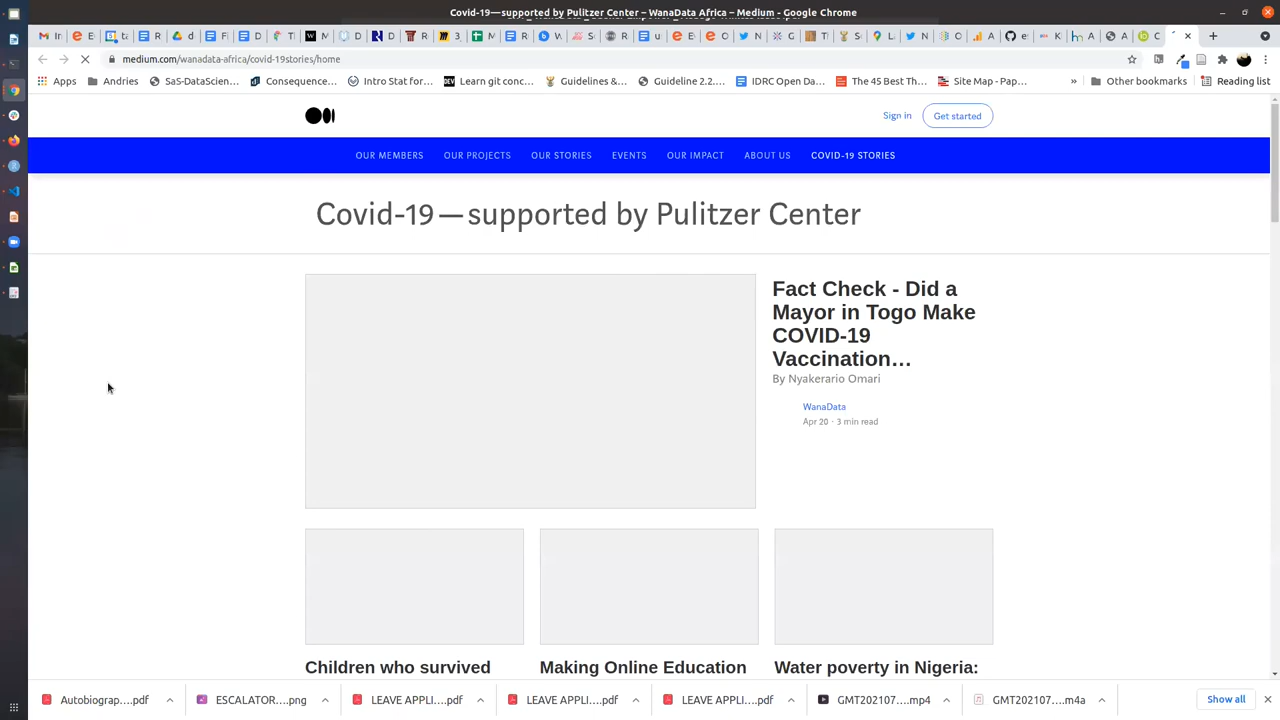 Covid-19—supported by Pulitzer Center – WanaData Africa – Medium - Google Chrome
medium.com/wanadata-africa/covid-19stories/home
Apps
Andries
SaS-DataScien...
Consequence...
Intro Stat for...
Learn git conc...
Guidelines &...
Guideline 2.2....
IDRC Open Da...
The 45 Best Th...
Site Map - Pap...
»
Other bookmarks
Reading list
Sign in
Get started
OUR MEMBERS
OUR PROJECTS
OUR STORIES
EVENTS
OUR IMPACT
ABOUT US
COVID-19 STORIES
Covid-19—supported by Pulitzer Center
Fact Check - Did a
Mayor in Togo Make
COVID-19
Vaccination…
By Nyakerario Omari
WanaData
Apr 20 · 3 min read
Children who survived
Making Online Education
Water poverty in Nigeria:
Autobiograp....pdf
ESCALATOR....png
LEAVE APPLI....pdf
LEAVE APPLI....pdf
LEAVE APPLI....pdf
GMT202107....mp4
GMT202107....m4a
Show all